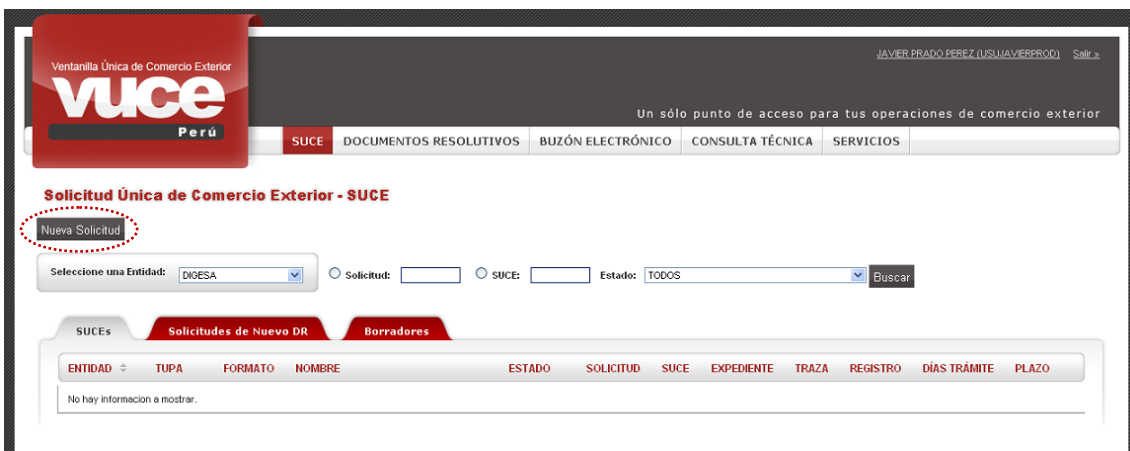 JAVIER PRADO PEREZ (USUJAVIERPROD) Salir »
Ventanilla Única de Comercio Exterior
vuce
Perú
Un sólo punto de acceso para tus operaciones de comercio exterior
SUCE DOCUMENTOS RESOLUTIVOS BUZÓN ELECTRÓNICO CONSULTA TÉCNICA SERVICIOS
Solicitud Única de Comercio Exterior - SUCE
Nueva Solicitud
Seleccione una Entidad: DIGESA Solicitud: SUCE: Estado: TODOS Buscar
SUCEs Solicitudes de Nuevo DR Borradores
ENTIDAD TUPA FORMATO NOMBRE ESTADO SOLICITUD SUCE EXPEDIENTE TRAZA REGISTRO DÍAS TRÁMITE PLAZO
No hay informacion a mostrar.